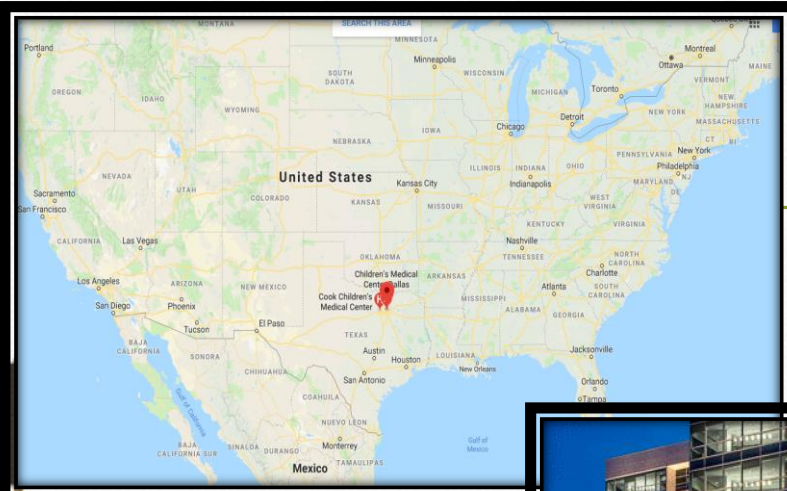 SEARCH THIS AREA
MONTANA
Portland
MINNESOTA
Minneapolis
Montreal
Ottawa
MAINE
SOUTH
DAKOTA
WISCONSIN
VERMONT
OREGON
IDAHO
MICHIGAN
Toronto
NEW
HAMPSHIRE
WYOMING
Detroit
NEW YORK
MASSACHUSETTS
Chicago
IOWA
CT
RI
NEBRASKA
New York
PENNSYLVANIA
Philadelphia
NEVADA
United States
ILLINOIS
INDIANA
OHIO
MARYLAND
NJ
Sacramento
UTAH
Kansas City
Indianapolis
DE
San Francisco
COLORADO
KANSAS
MISSOURI
WEST
VIRGINIA
VIRGINIA
KENTUCKY
CALIFORNIA
Las Vegas
Nashville
OKLAHOMA
TENNESSEE
NORTH
CAROLINA
Los Angeles
ARIZONA
NEW MEXICO
Children's Medical
ARKANSAS
Charlotte
Cook Children's
Medical Center
Atlanta
SOUTH
CAROLINA
San Diego
Phoenix
MISSISSIPPI
ALABAMA
GEORGIA
Tucson
El Paso
TEXAS
BAJA
CALIFORNIA
SONORA
Austin
Houston
LOUISIANA
Jacksonville
CHIHUAHUA
New Orleans
San Antonio
Orlando
COAHUILA
Tampa
Gulf of California
NUEVO LEON
BAJA
CALIFORNIA SUR
SINALOA
DURANGO
Monterrey
Gulf of
Mexico
Mexico
TAMAULIPAS